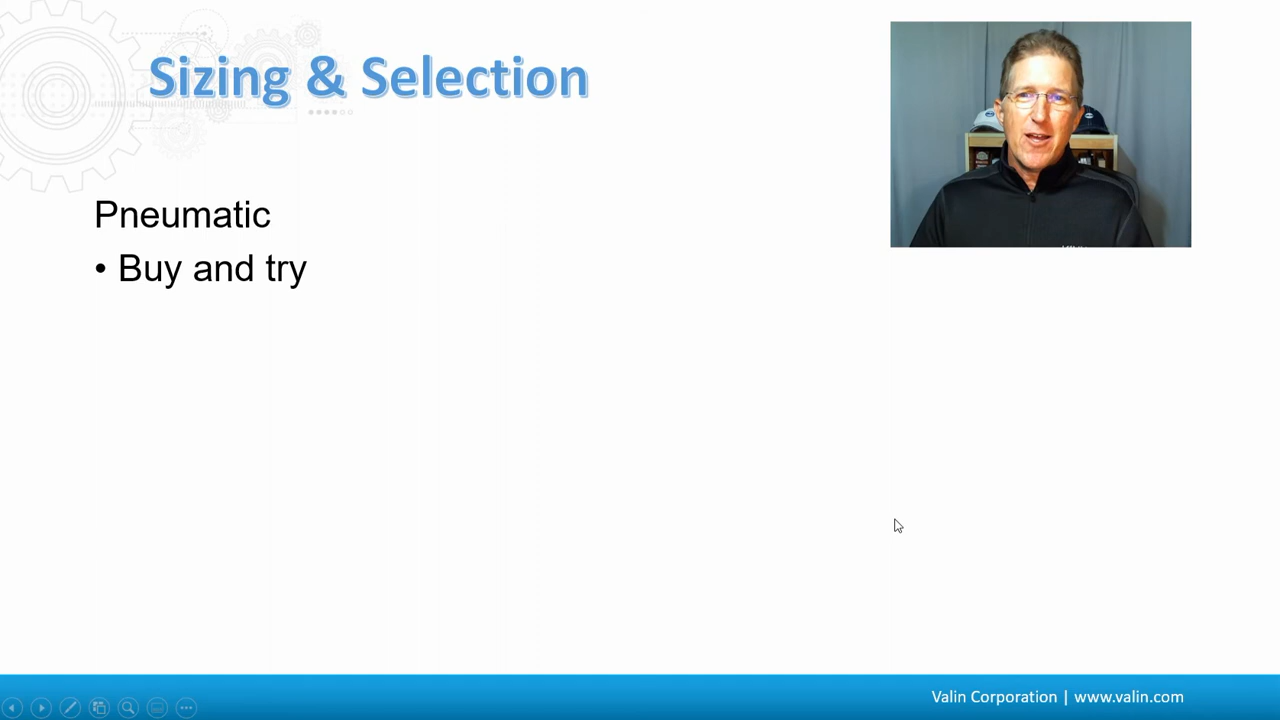 Sizing & Selection
Pneumatic
• Buy and try
Valin Corporation | www.valin.com